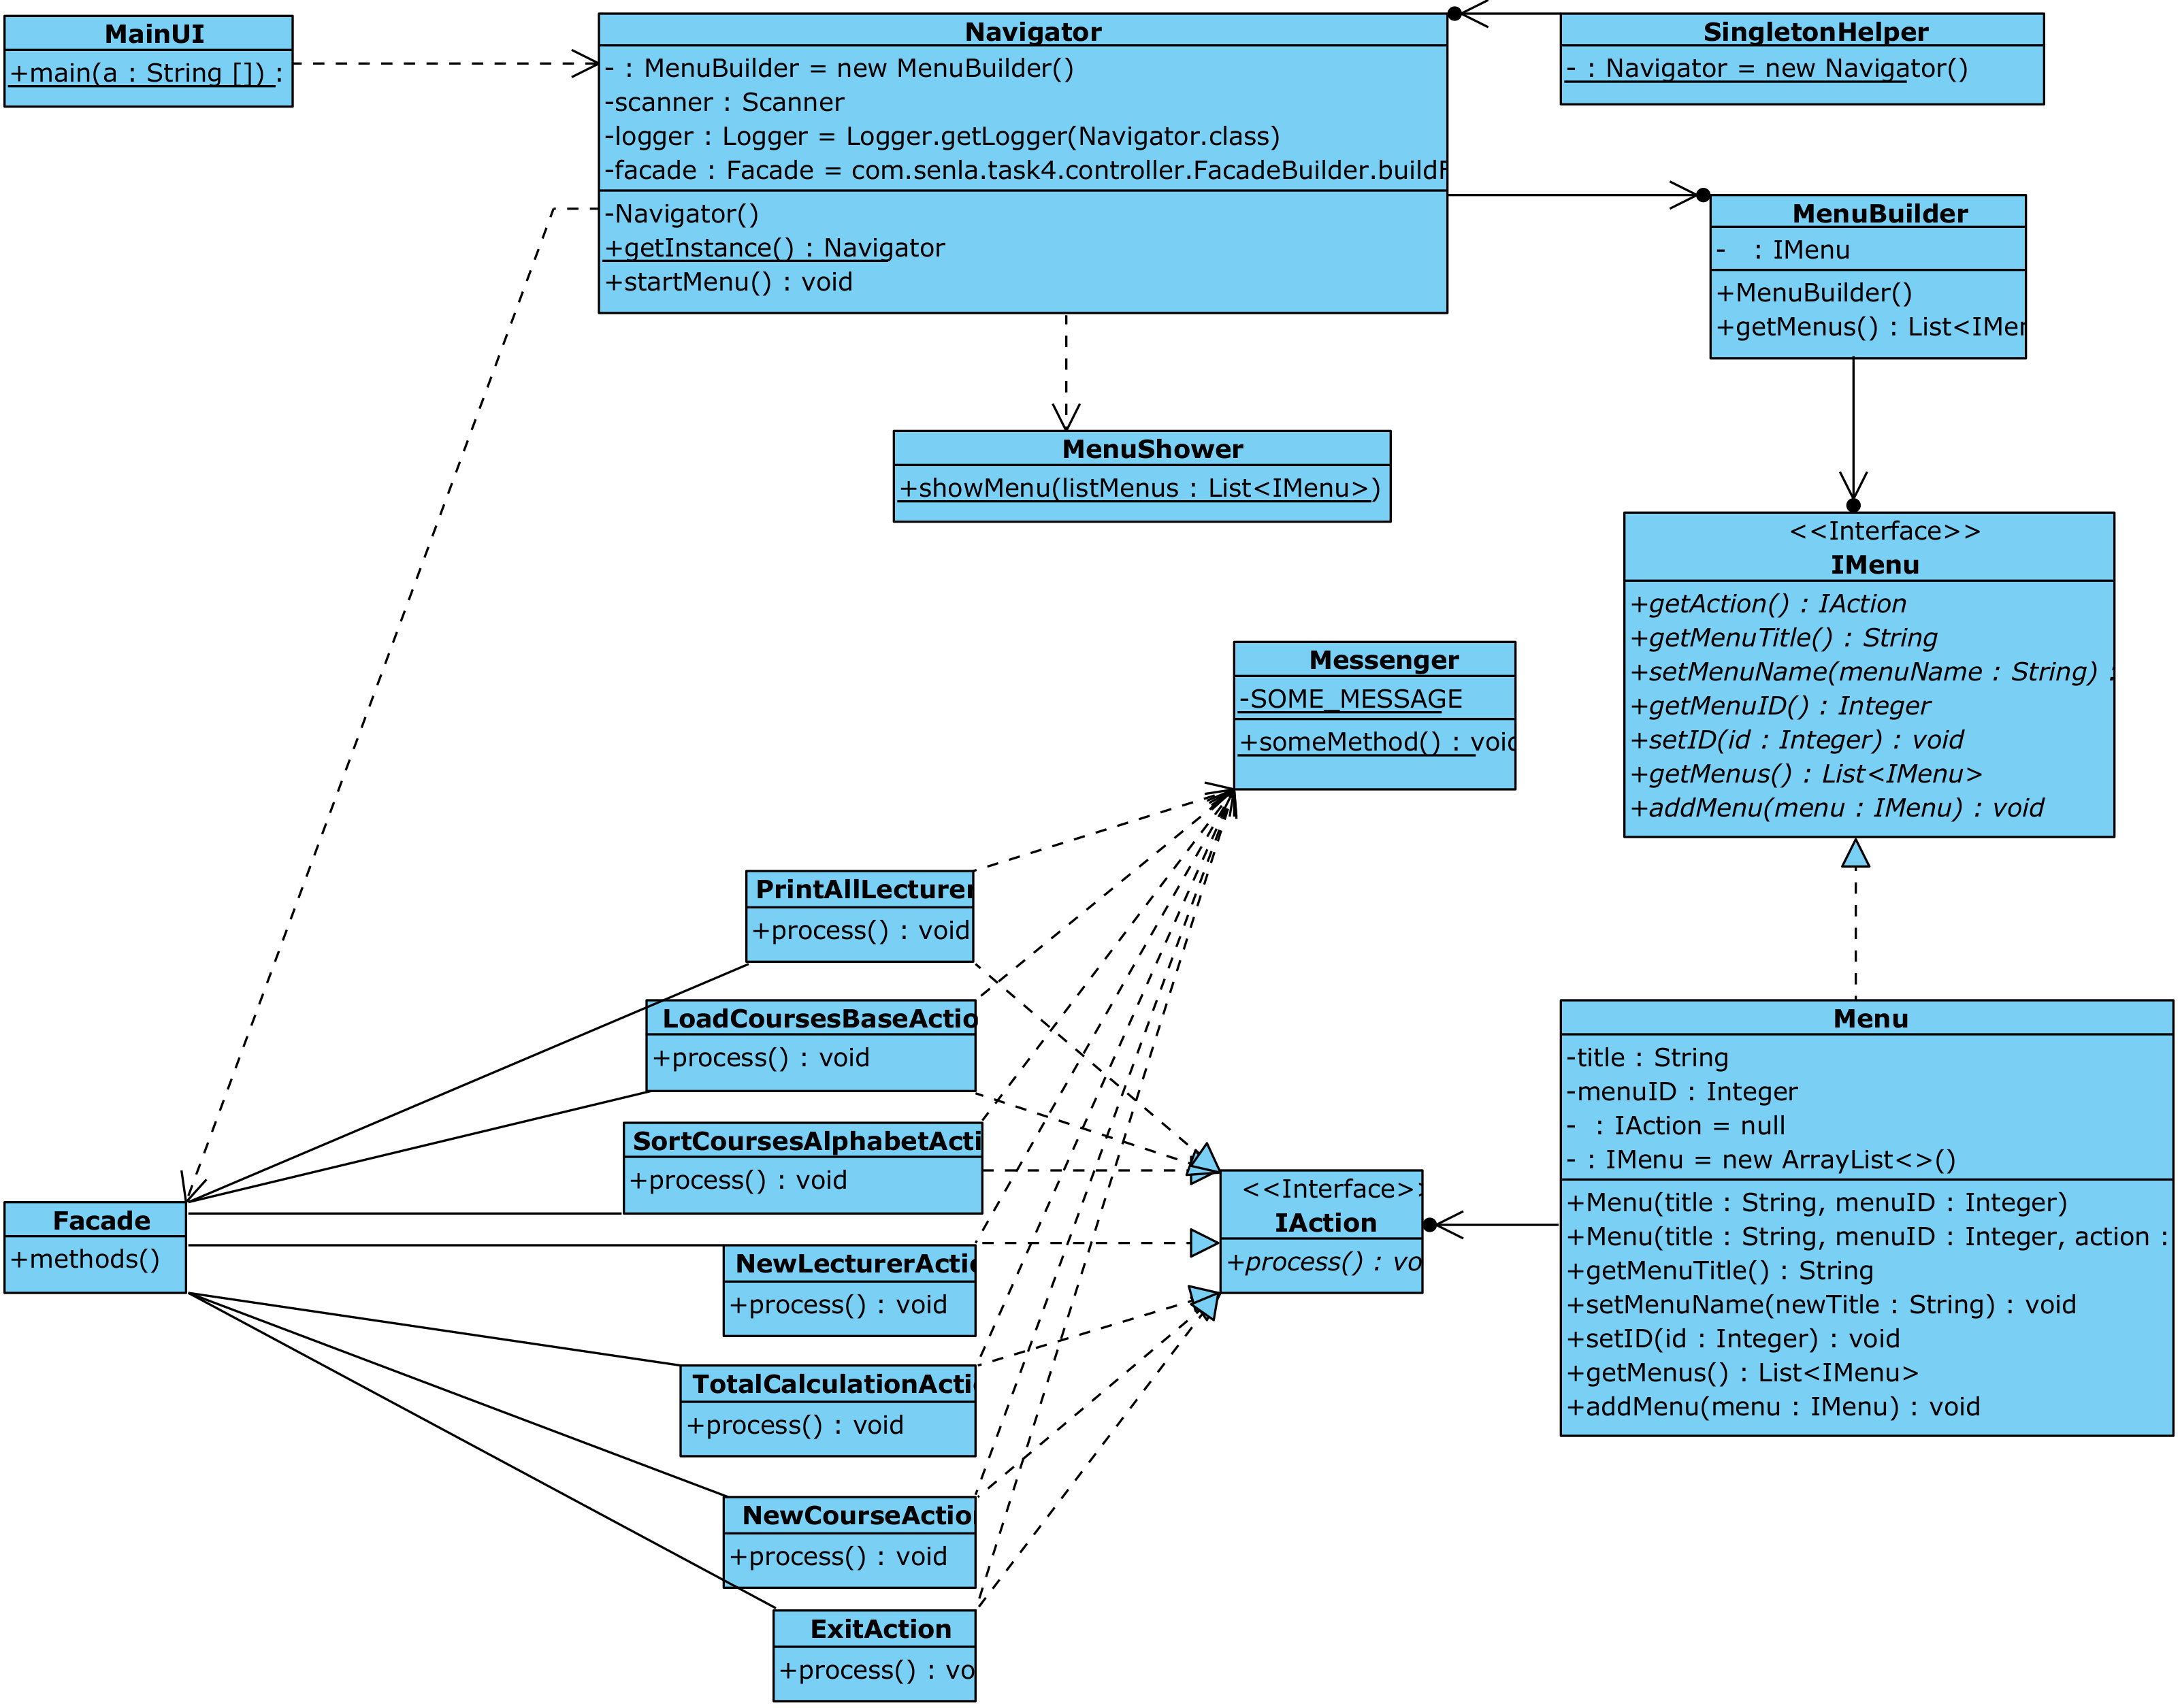 MainUI
+main(a : String []) :
Navigator
- : MenuBuilder = new MenuBuilder()
-scanner : Scanner
-logger : Logger = Logger.getLogger(Navigator.class)
-facade : Facade = com.senla.task4.controller.FacadeBuilder.buildF
-Navigator()
+getInstance() : Navigator
+startMenu() : void
SingletonHelper
- : Navigator = new Navigator()
MenuBuilder
-   : IMenu
+MenuBuilder()
+getMenus() : List<IMer
MenuShower
+showMenu(listMenus : List<IMenu>)
<<Interface>>
IMenu
+getAction() : IAction
+getMenuTitle() : String
+setMenuName(menuName : String) :
+getMenuID() : Integer
+setID(id : Integer) : void
+getMenus() : List<IMenu>
+addMenu(menu : IMenu) : void
Messenger
-SOME_MESSAGE
+someMethod() : void
PrintAllLecturer
+process() : void
LoadCoursesBaseActio
+process() : void
SortCoursesAlphabetActi
+process() : void
Facade
+methods()
NewLecturerActio
+process() : void
TotalCalculationActi
+process() : void
NewCourseAction
+process() : void
ExitAction
+process() : vo
<<Interface>>
IAction
+process() : vo
Menu
-title : String
-menuID : Integer
-  : IAction = null
- : IMenu = new ArrayList<>()
+Menu(title : String, menuID : Integer)
+Menu(title : String, menuID : Integer, action :
+getMenuTitle() : String
+setMenuName(newTitle : String) : void
+setID(id : Integer) : void
+getMenus() : List<IMenu>
+addMenu(menu : IMenu) : void